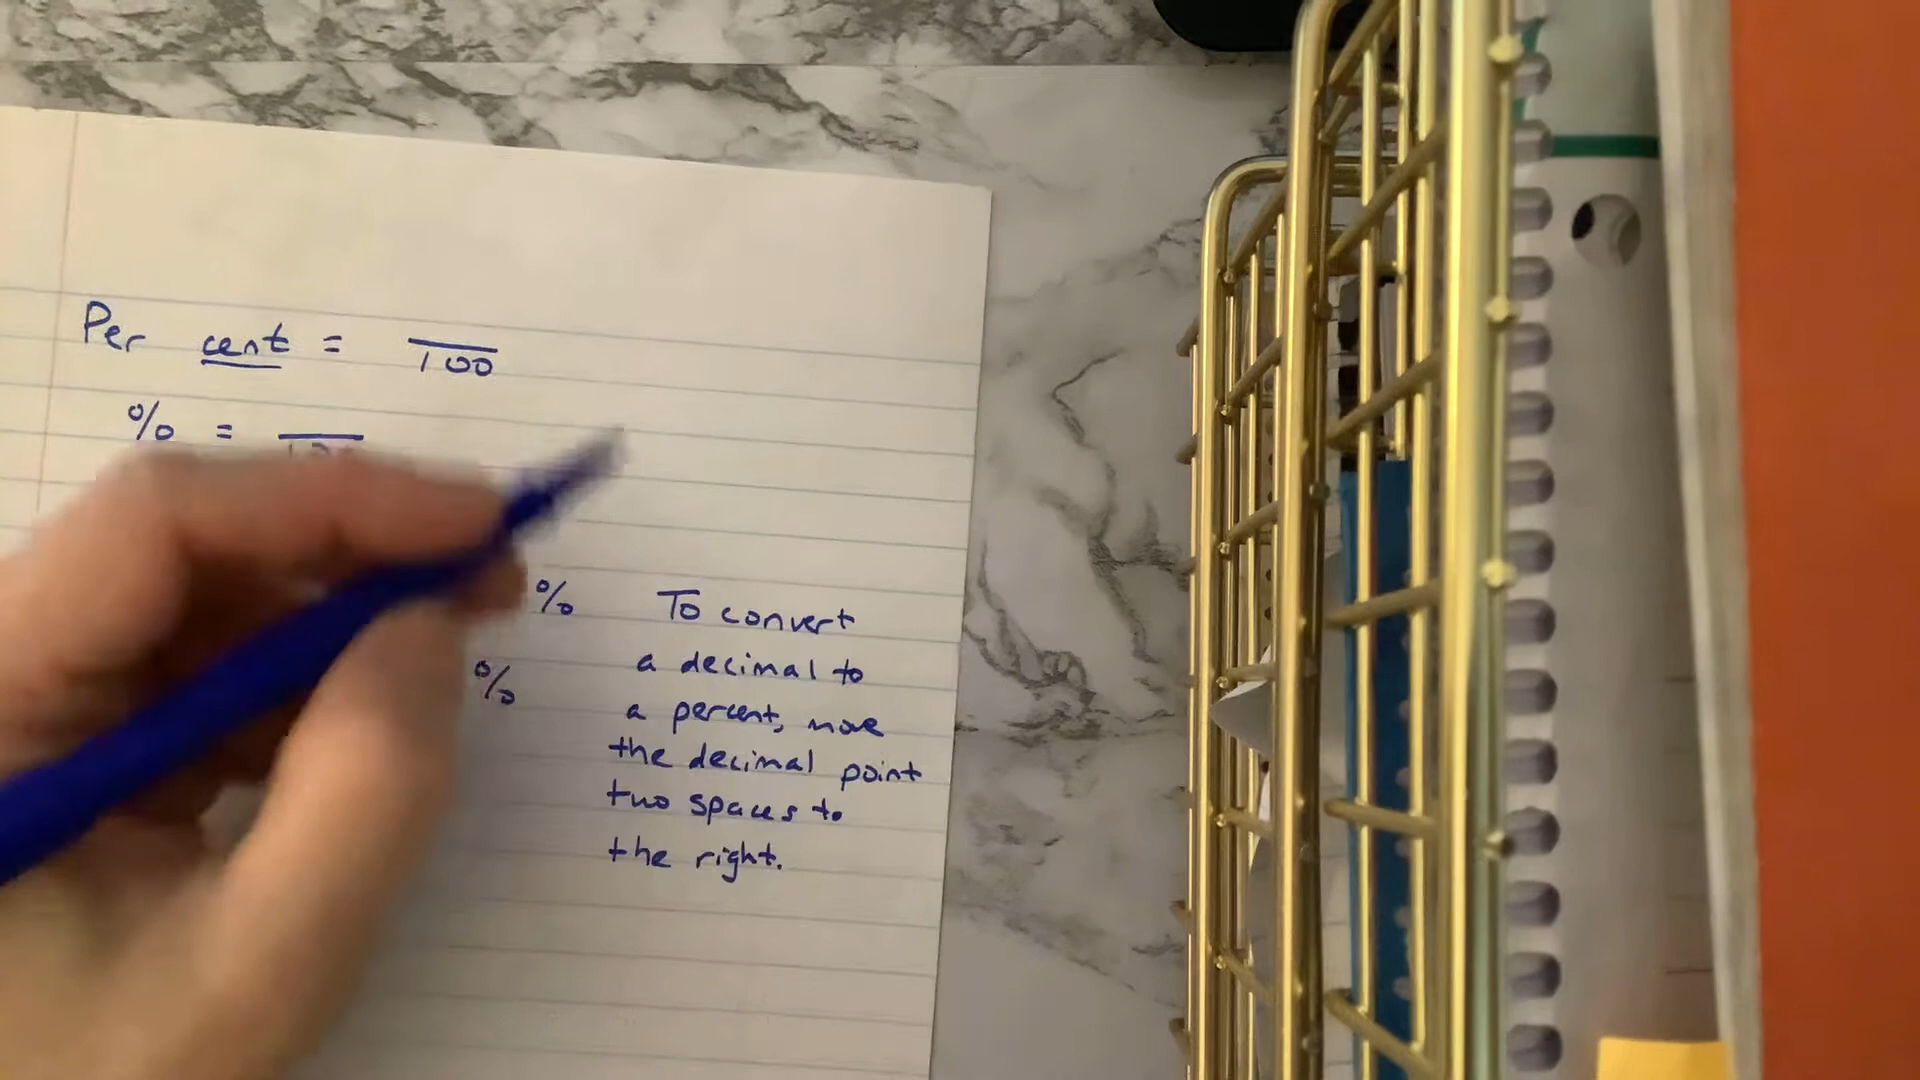 Per cent = 100
% =
% To convert
% a decimal to
a percent, move
the decimal point
two spaces to
the right.